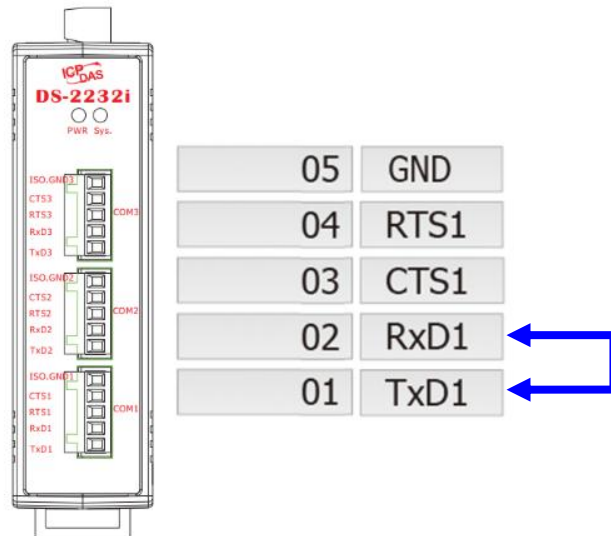 ICP DAS
DS-2232i
PWR Sys.
ISO.GND3
CTS3
RTS3
RxD3
TxD3
COM3
ISO.GND2
CTS2
RTS2
RxD2
TxD2
COM2
ISO.GND1
CTS1
RTS1
RxD1
TxD1
COM1
05 GND
04 RTS1
03 CTS1
02 RxD1
01 TxD1